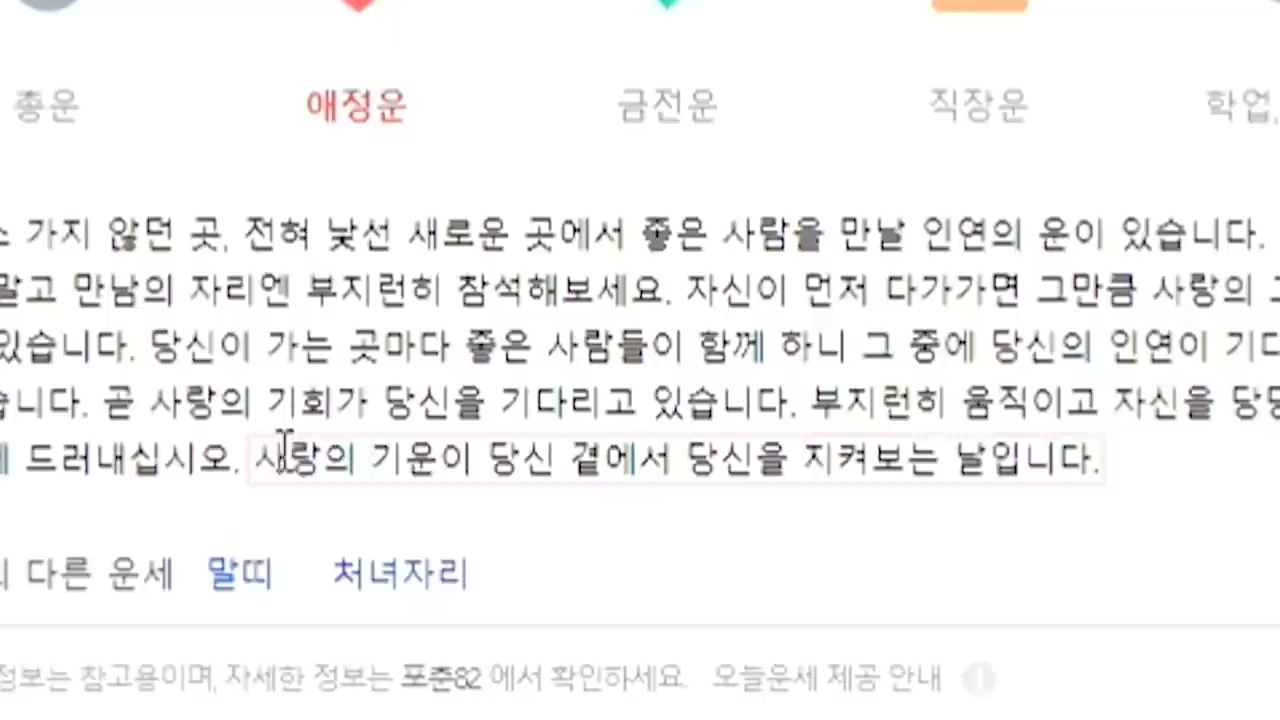 총운 애정운 금전운 직장운 학업,
가지 않던 곳, 전혀 낯선 새로운 곳에서 좋은 사람을 만날 인연의 운이 있습니다.
말고 만남의 자리엔 부지런히 참석해보세요. 자신이 먼저 다가가면 그만큼 사랑의
있습니다. 당신이 가는 곳마다 좋은 사람들이 함께 하니 그 중에 당신의 인연이 기다
습니다. 곧 사랑의 기회가 당신을 기다리고 있습니다. 부지런히 움직이고 자신을 당당
드러내십시오. 사랑의 기운이 당신 곁에서 당신을 지켜보는 날입니다.
다른 운세 말띠 처녀자리
정보는 참고용이며, 자세한 정보는 포춘82 에서 확인하세요. 오늘운세 제공 안내